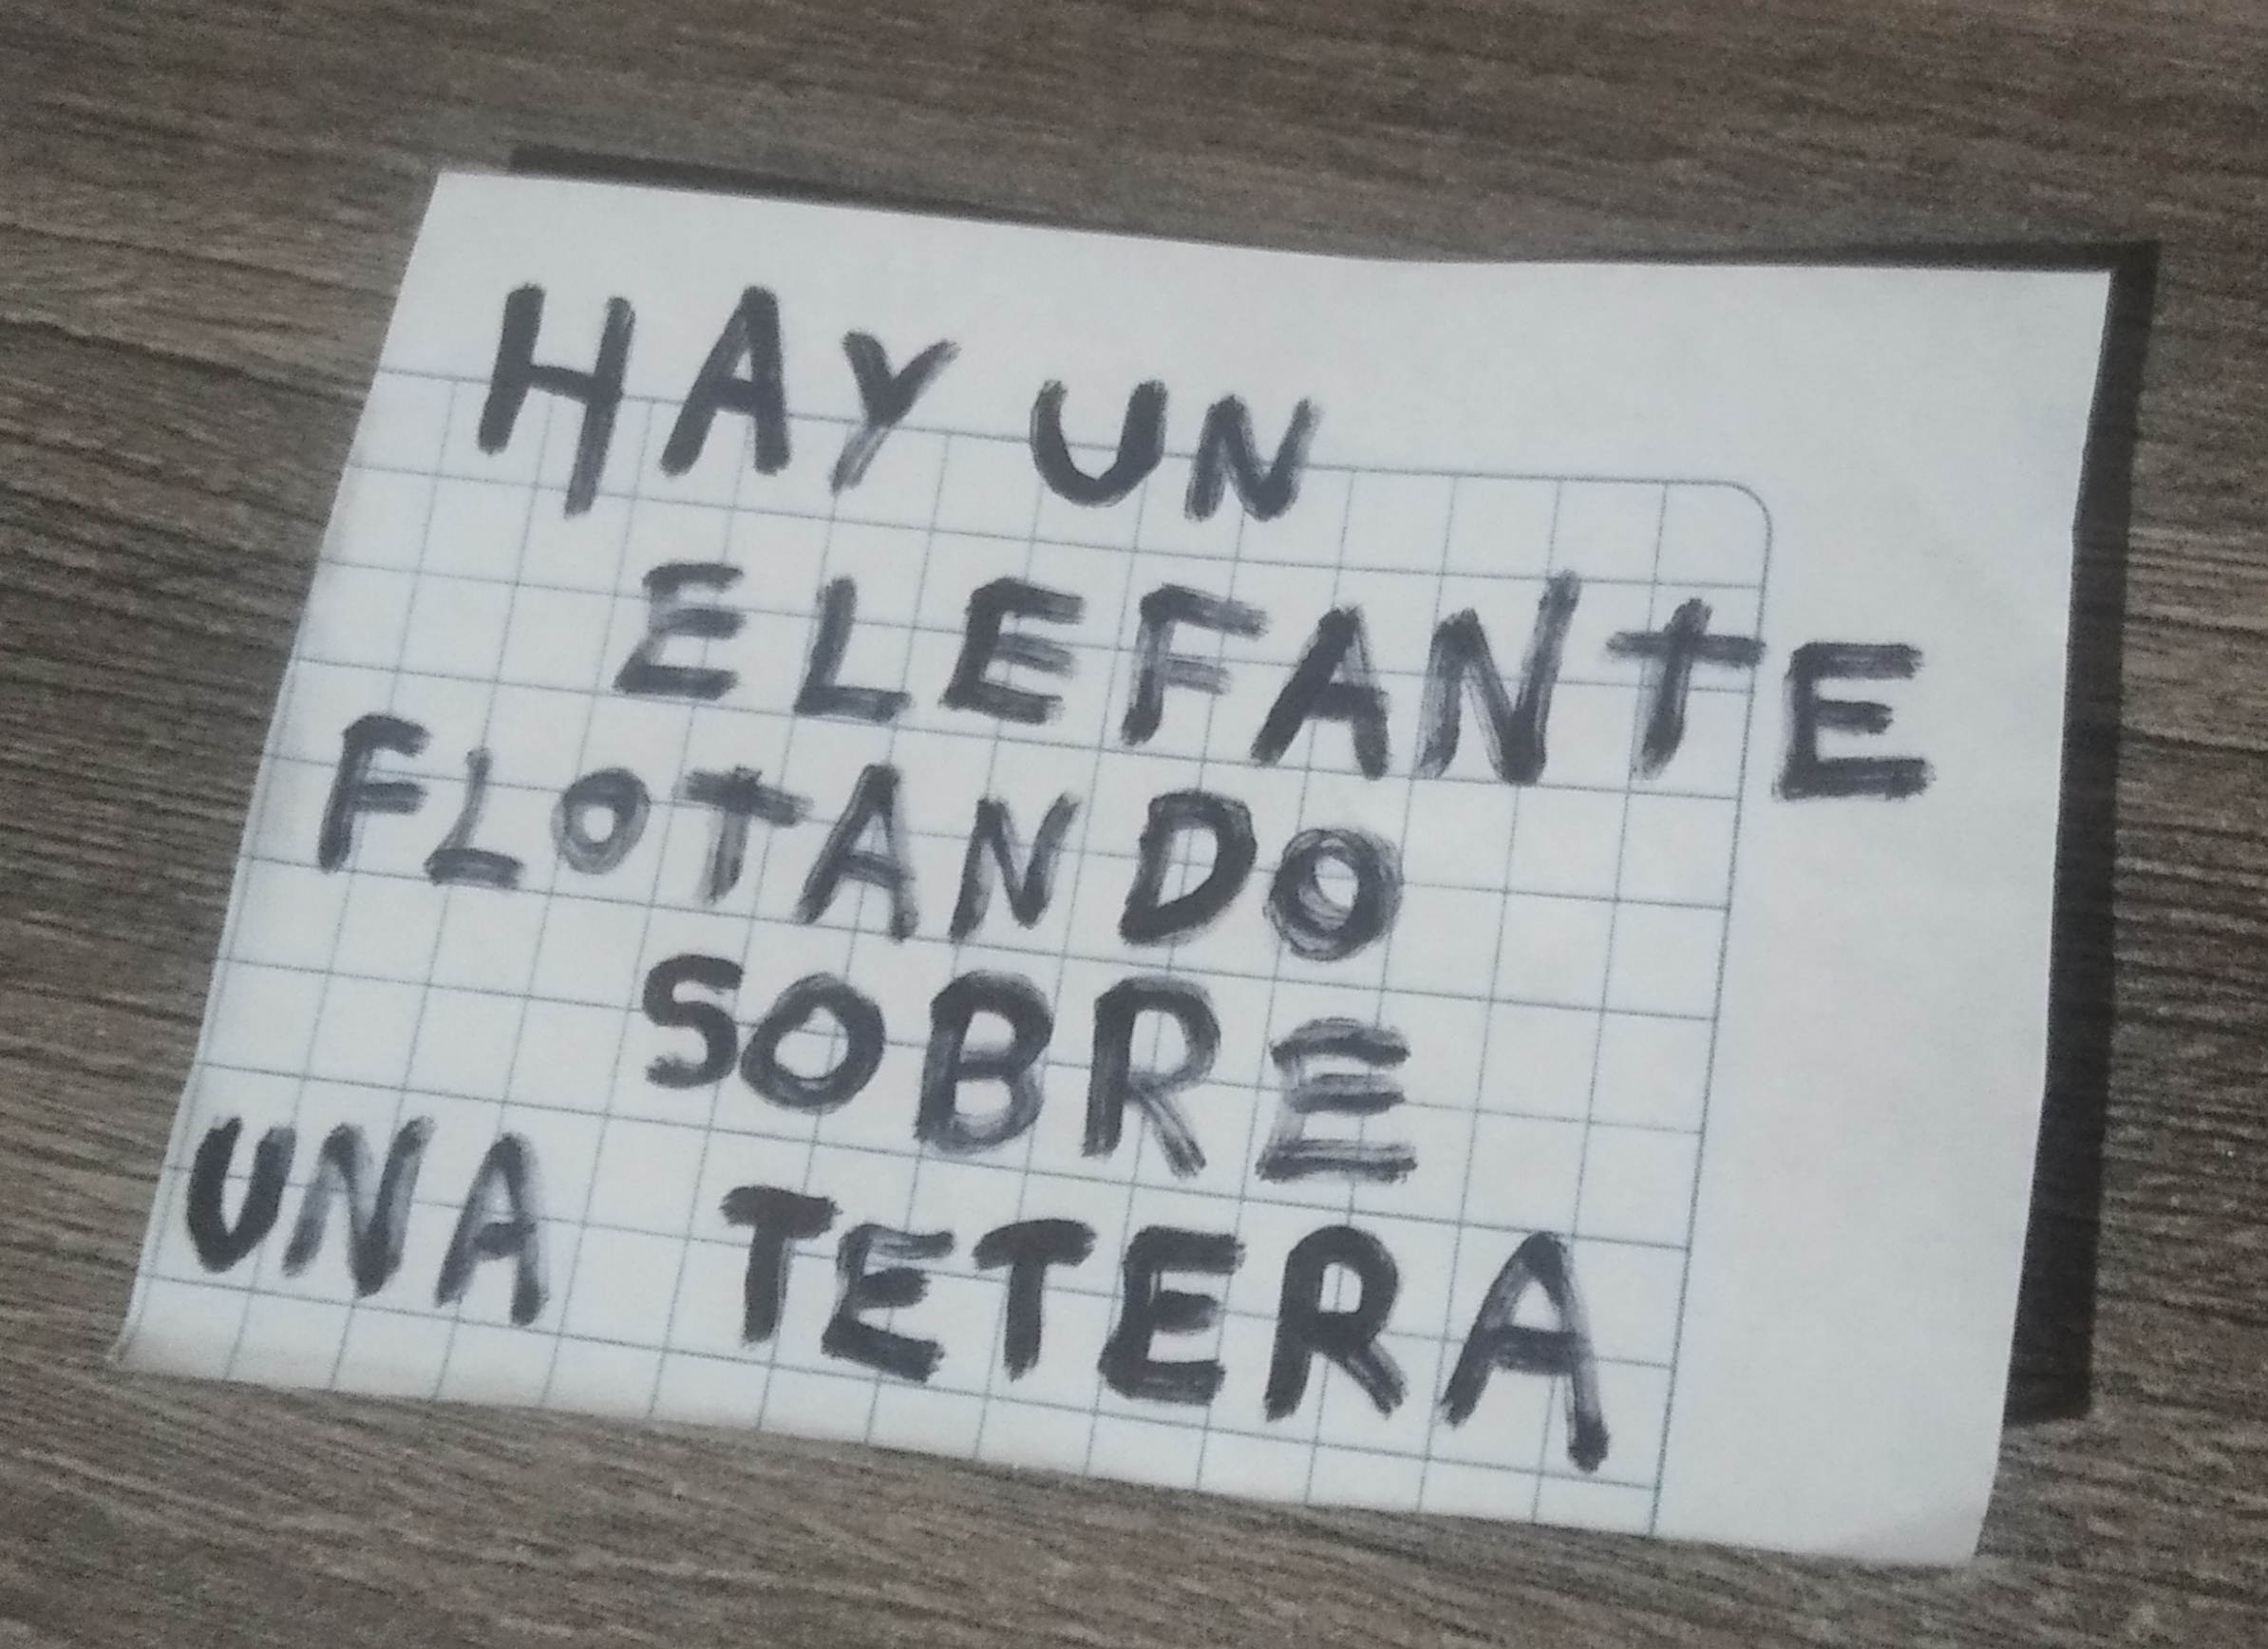 HAY UN
ELEFANTE
FLOTANDO
SOBRE
UNA TETERA